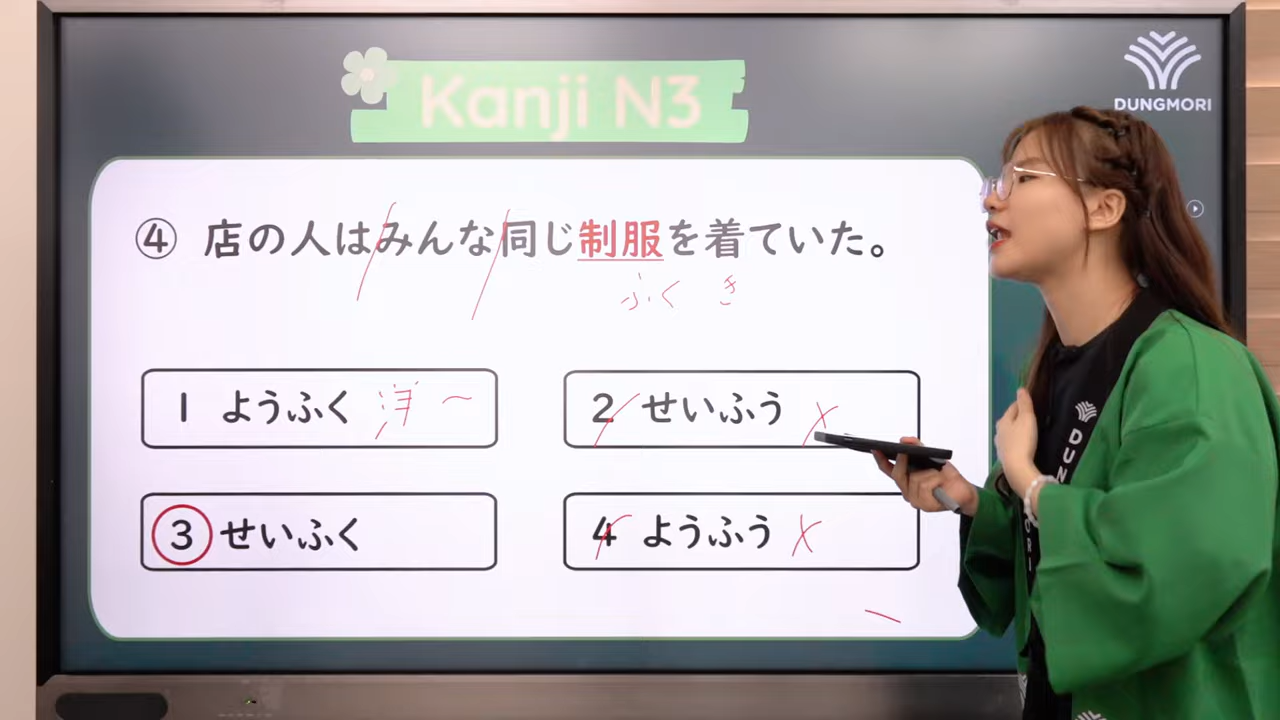 Kanji N3
DUNGMORI
④ 店の人はみんな同じ制服を着ていた。
ふく き
1 ようふく 洋
2 せいふう
3 せいふく
4 ようふう